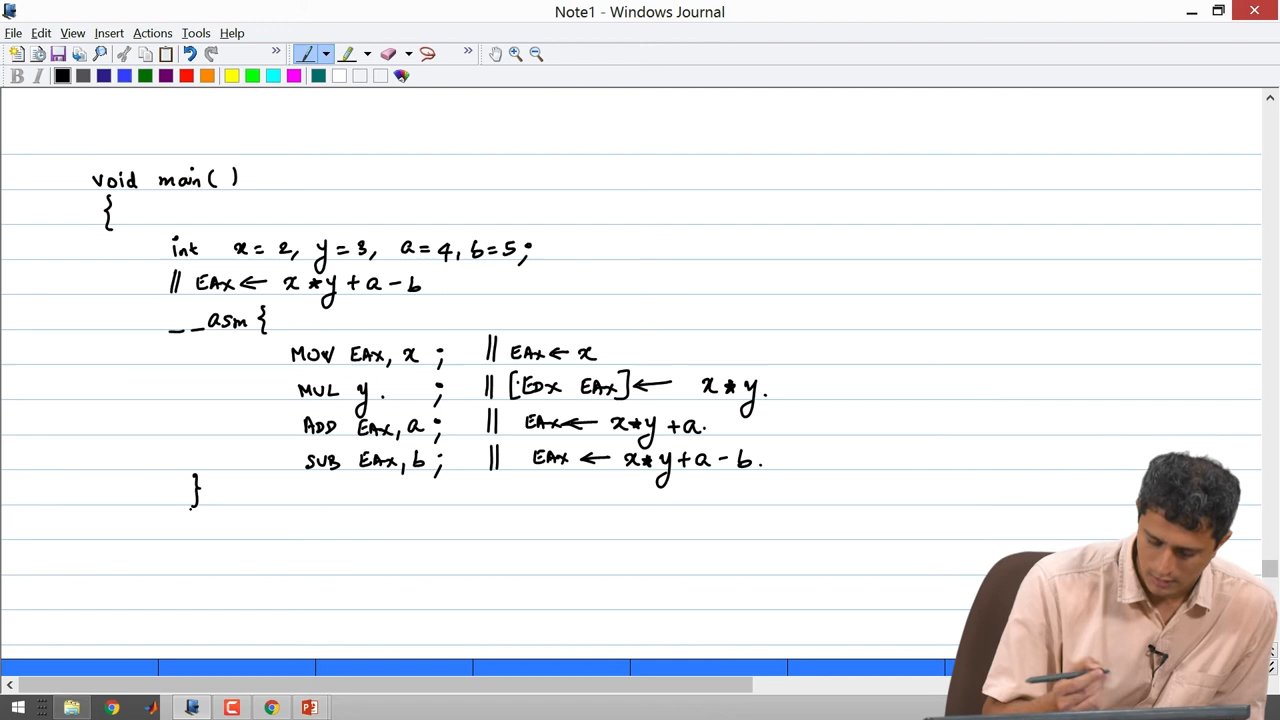 Note1 - Windows Journal
File Edit View Insert Actions Tools Help
B I
void main( )
{
int x = 2, y = 3, a = 4, b = 5;
// EAX ← x * y + a - b
__asm {
MOV EAX, x ; // EAX ← x
MUL y . ; // [EDX EAX] ← x * y.
ADD EAX, a ; // EAX ← x*y + a.
SUB EAX, b ; // EAX ← x*y + a - b.
}